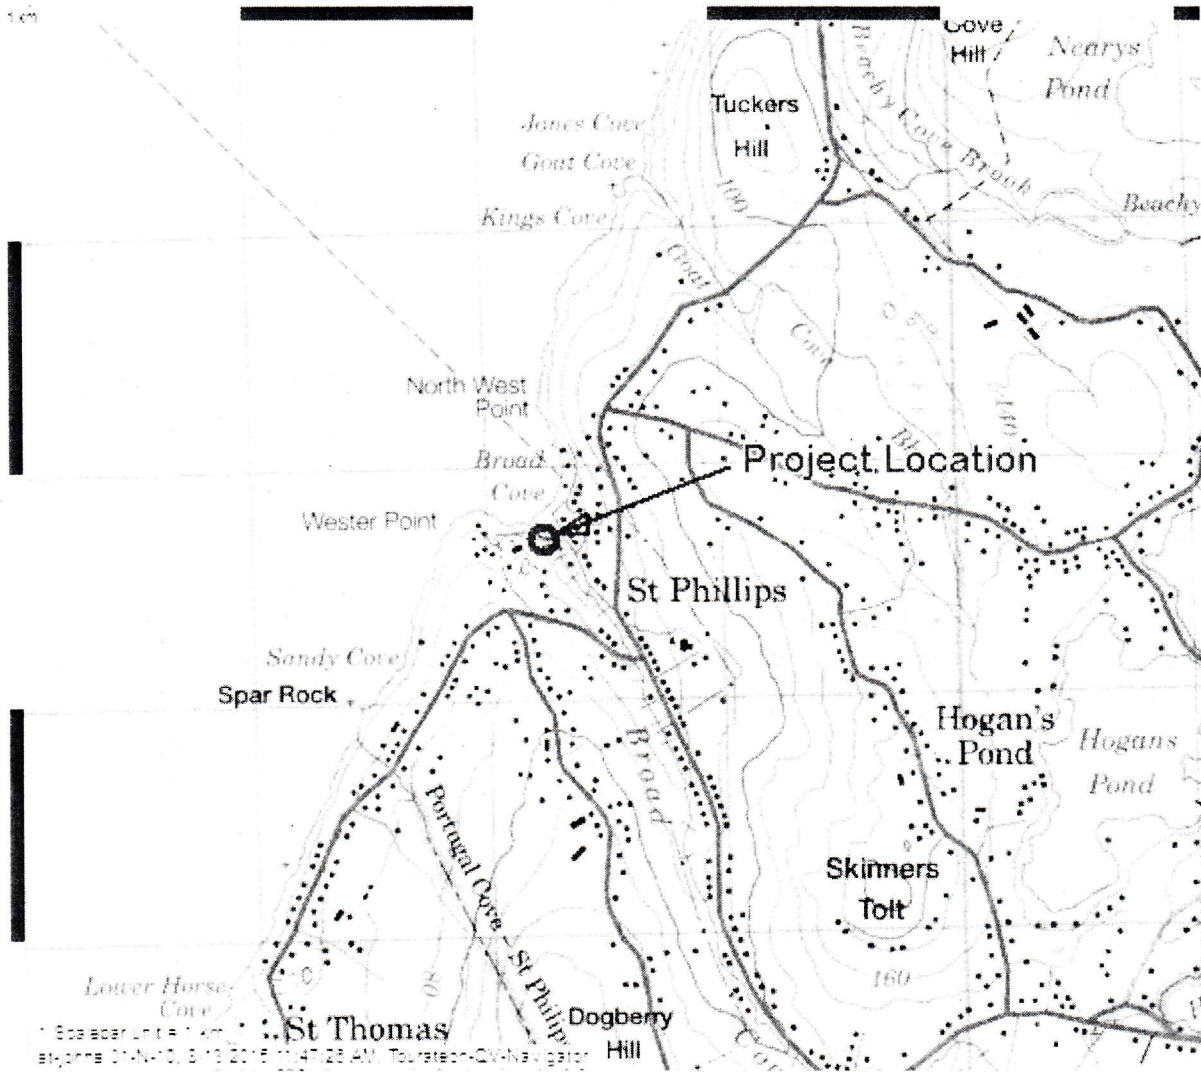 1 km
Cove
Hill
Nearys
Pond
Tuckers
Hill
Beachy Cove Brook
Jones Cove
Goat Cove
Kings Cove
100
Beachy
Goat
Cove
North West
Point
140
Broad
Cove
Project Location
Wester Point
St Phillips
Sandy Cove
Spar Rock
Hogan's
Pond
Hogans
Pond
Broad
Portugal Cove - St Philip
Skinners
Tolt
160
80
Lower Horse
Cove
St Thomas
Dogberry
Hill
1 Scalebar unit = 1 km